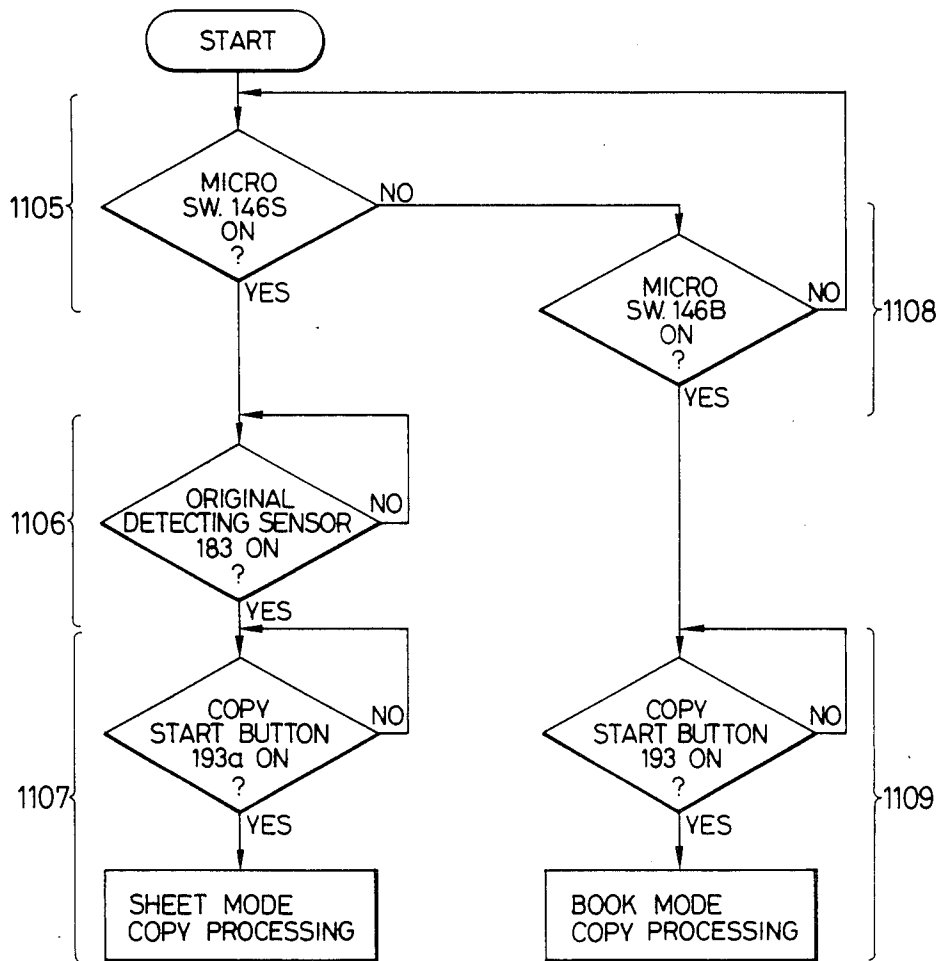 START
1105
MICRO
SW. 146S
ON
?
NO
YES
MICRO
SW. 146B
ON
?
NO
YES
1108
1106
ORIGINAL
DETECTING SENSOR
183 ON
?
NO
YES
1107
COPY
START BUTTON
193a ON
?
NO
YES
SHEET MODE
COPY PROCESSING
COPY
START BUTTON
193 ON
?
NO
YES
1109
BOOK MODE
COPY PROCESSING